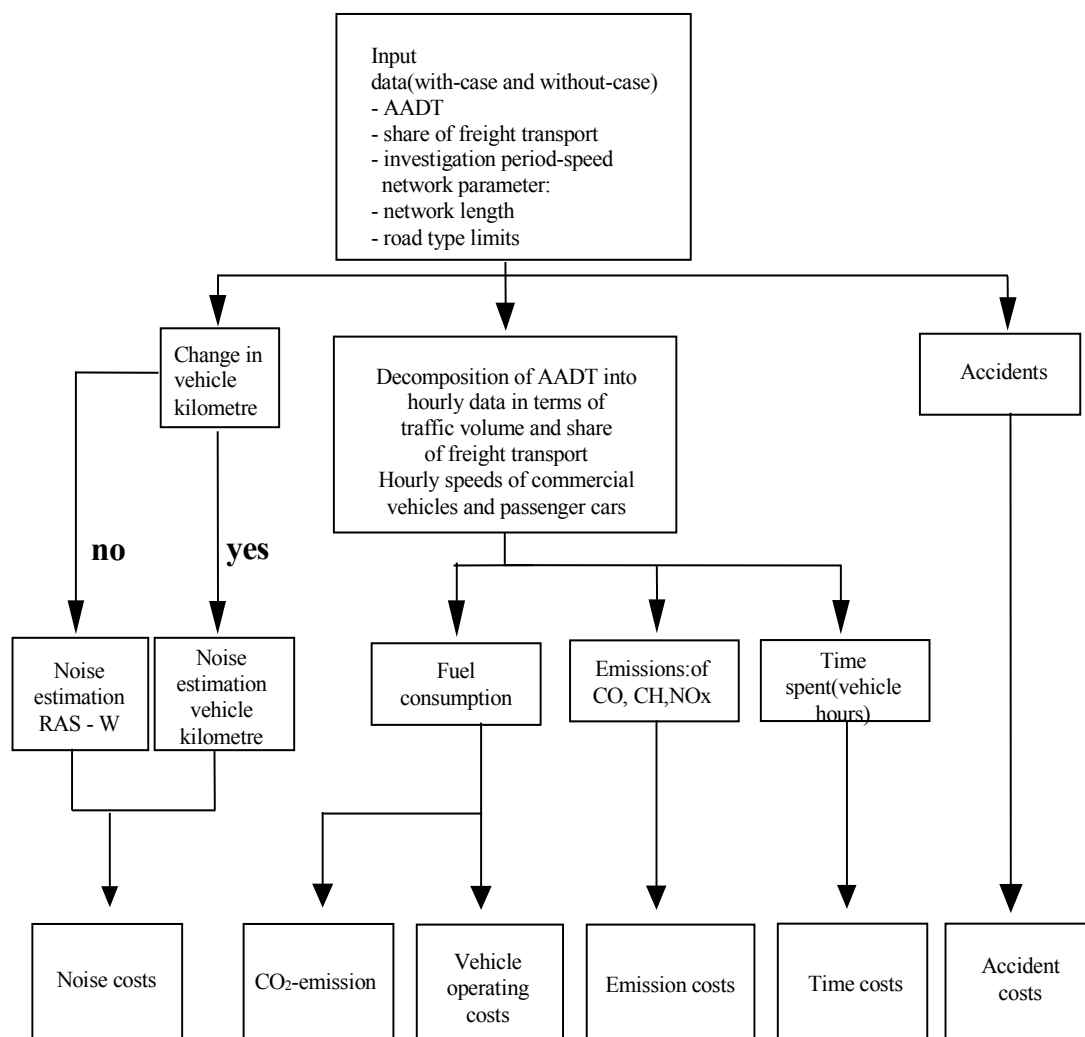 Input
data(with-case and without-case)
- AADT
- share of freight transport
- investigation period-speed
network parameter:
- network length
- road type limits
Change in
vehicle
kilometre
Decomposition of AADT into
hourly data in terms of
traffic volume and share
of freight transport
Hourly speeds of commercial
vehicles and passenger cars
Accidents
no
yes
Noise
estimation
RAS - W
Noise
estimation
vehicle
kilometre
Fuel
consumption
Emissions:of
CO, CH,NOx
Time
spent(vehicle
hours)
Noise costs
CO₂-emission
Vehicle
operating
costs
Emission costs
Time costs
Accident
costs